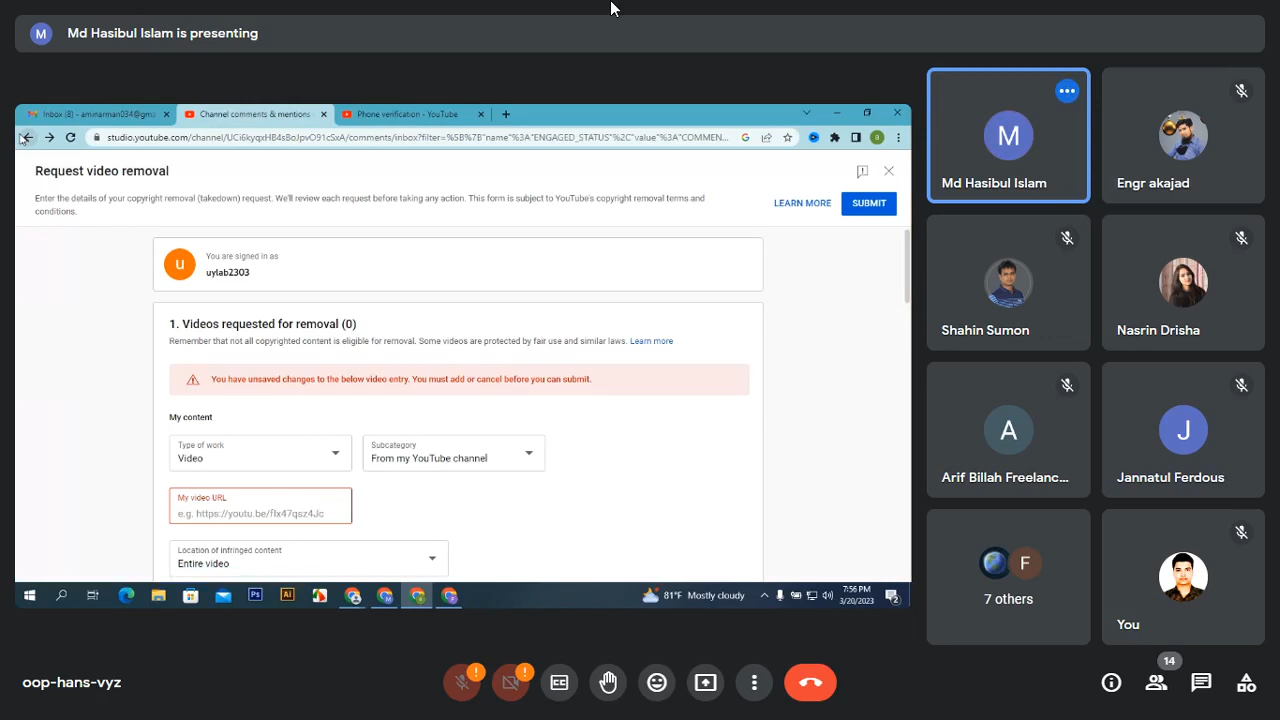 M
Md Hasibul Islam is presenting
Inbox (8) - aminarman034@gm
Channel comments & mentions
Phone verification - YouTube
studio.youtube.com/channel/UCi6kyqxHB4sBoJpvO91cSxA/comments/inbox?filter=%5B%7B"name"%3A"ENGAGED_STATUS"%2C"value"%3A"COMMEN...
Request video removal
Enter the details of your copyright removal (takedown) request. We'll review each request before taking any action. This form is subject to YouTube's copyright removal terms and
conditions.
LEARN MORE
SUBMIT
u
You are signed in as
uylab2303
1. Videos requested for removal (0)
Remember that not all copyrighted content is eligible for removal. Some videos are protected by fair use and similar laws. Learn more
You have unsaved changes to the below video entry. You must add or cancel before you can submit.
My content
Type of work
Video
Subcategory
From my YouTube channel
My video URL
e.g. https://youtu.be/fIx47qsz4Jc
Location of infringed content
Entire video
Ps
Ai
81°F Mostly cloudy
7:56 PM
3/20/2023
2
M
Md Hasibul Islam
Engr akajad
Shahin Sumon
Nasrin Drisha
A
Arif Billah Freelanc...
J
Jannatul Ferdous
F
7 others
You
oop-hans-vyz
14